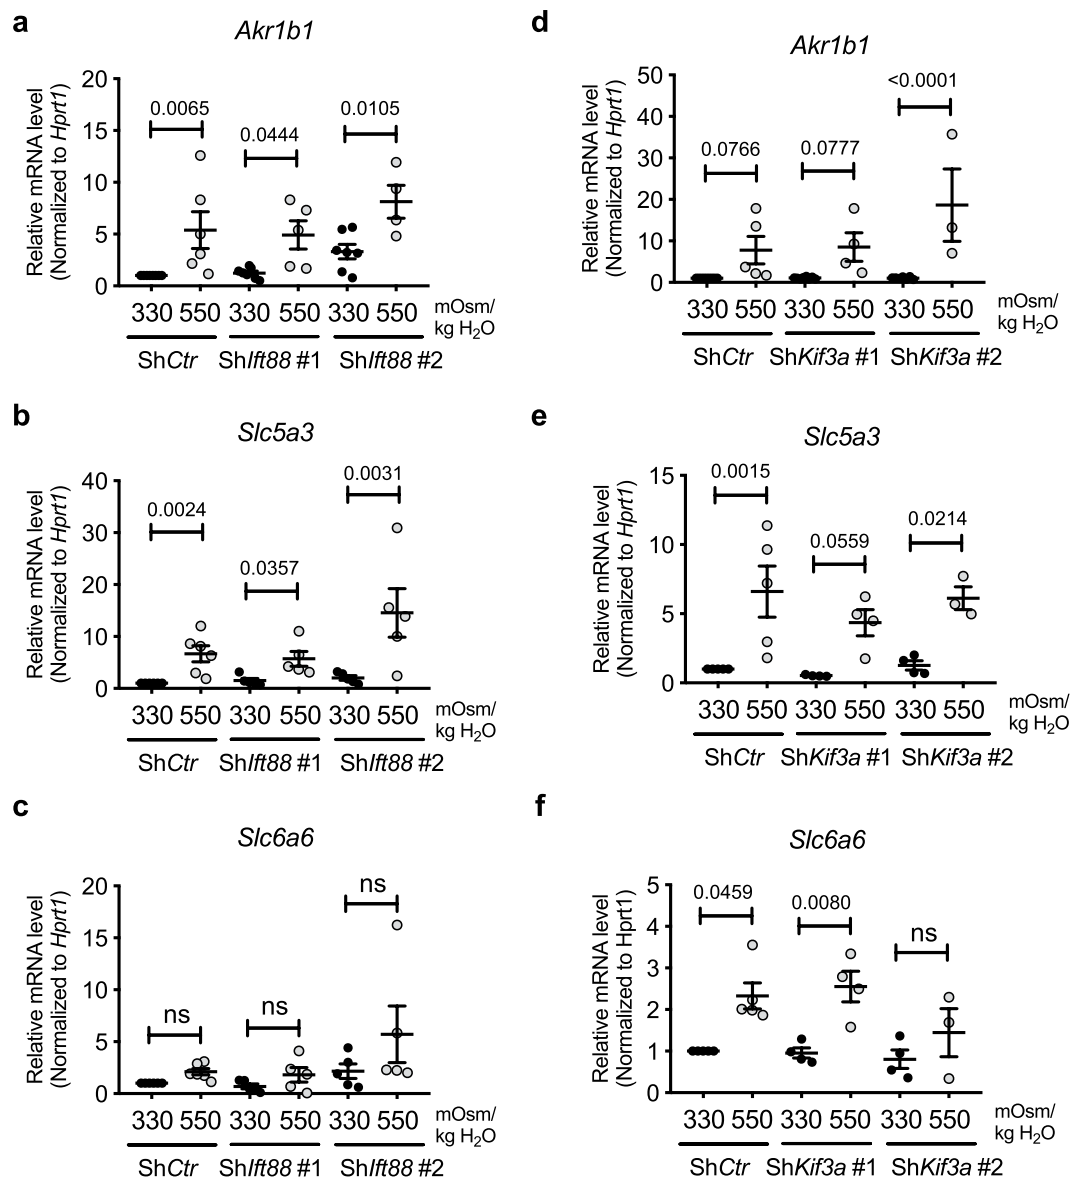 a
Akr1b1
Relative mRNA level
(Normalized to Hprt1)
20
15
10
5
0
0.0065
0.0444
0.0105
330 550 330 550 330 550
mOsm/
kg H2O
ShCtr ShIft88 #1 ShIft88 #2
d
Akr1b1
Relative mRNA level
(Normalized to Hprt1)
50
40
30
20
10
0
0.0766
0.0777
<0.0001
330 550 330 550 330 550
mOsm/
kg H2O
ShCtr ShKif3a #1 ShKif3a #2
b
Slc5a3
Relative mRNA level
(Normalized to Hprt1)
40
30
20
10
0
0.0024
0.0357
0.0031
330 550 330 550 330 550
mOsm/
kg H2O
ShCtr ShIft88 #1 ShIft88 #2
e
Slc5a3
Relative mRNA level
(Normalized to Hprt1)
15
10
5
0
0.0015
0.0559
0.0214
330 550 330 550 330 550
mOsm/
kg H2O
ShCtr ShKif3a #1 ShKif3a #2
c
Slc6a6
Relative mRNA level
(Normalized to Hprt1)
20
15
10
5
0
ns
ns
ns
330 550 330 550 330 550
mOsm/
kg H2O
ShCtr ShIft88 #1 ShIft88 #2
f
Slc6a6
Relative mRNA level
(Normalized to Hprt1)
5
4
3
2
1
0
0.0459
0.0080
ns
330 550 330 550 330 550
mOsm/
kg H2O
ShCtr ShKif3a #1 ShKif3a #2